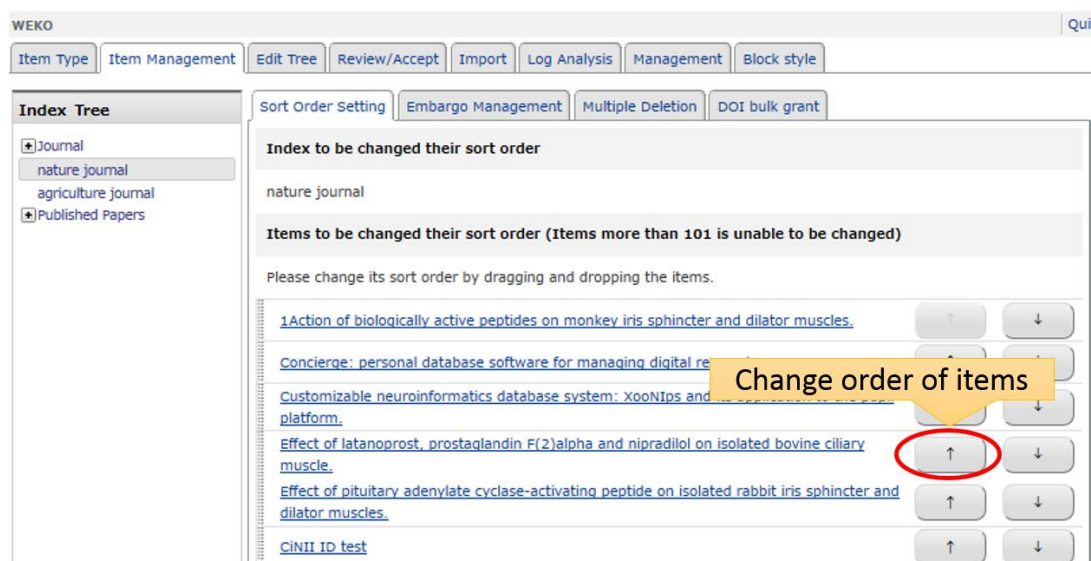 WEKO
Qui
Item Type Item Management Edit Tree Review/Accept Import Log Analysis Management Block style
Index Tree
Journal
nature journal
agriculture journal
Published Papers
Sort Order Setting Embargo Management Multiple Deletion DOI bulk grant
Index to be changed their sort order
nature journal
Items to be changed their sort order (Items more than 101 is unable to be changed)
Please change its sort order by dragging and dropping the items.
1Action of biologically active peptides on monkey iris sphincter and dilator muscles. ↑ ↓
Concierge: personal database software for managing digital
Change order of items
Customizable neuroinformatics database system: XooNIps and
platform. ↓
Effect of latanoprost, prostaglandin F(2)alpha and nipradilol on isolated bovine ciliary
muscle. ↑ ↓
Effect of pituitary adenylate cyclase-activating peptide on isolated rabbit iris sphincter and
dilator muscles. ↑ ↓
CiNII ID test ↑ ↓